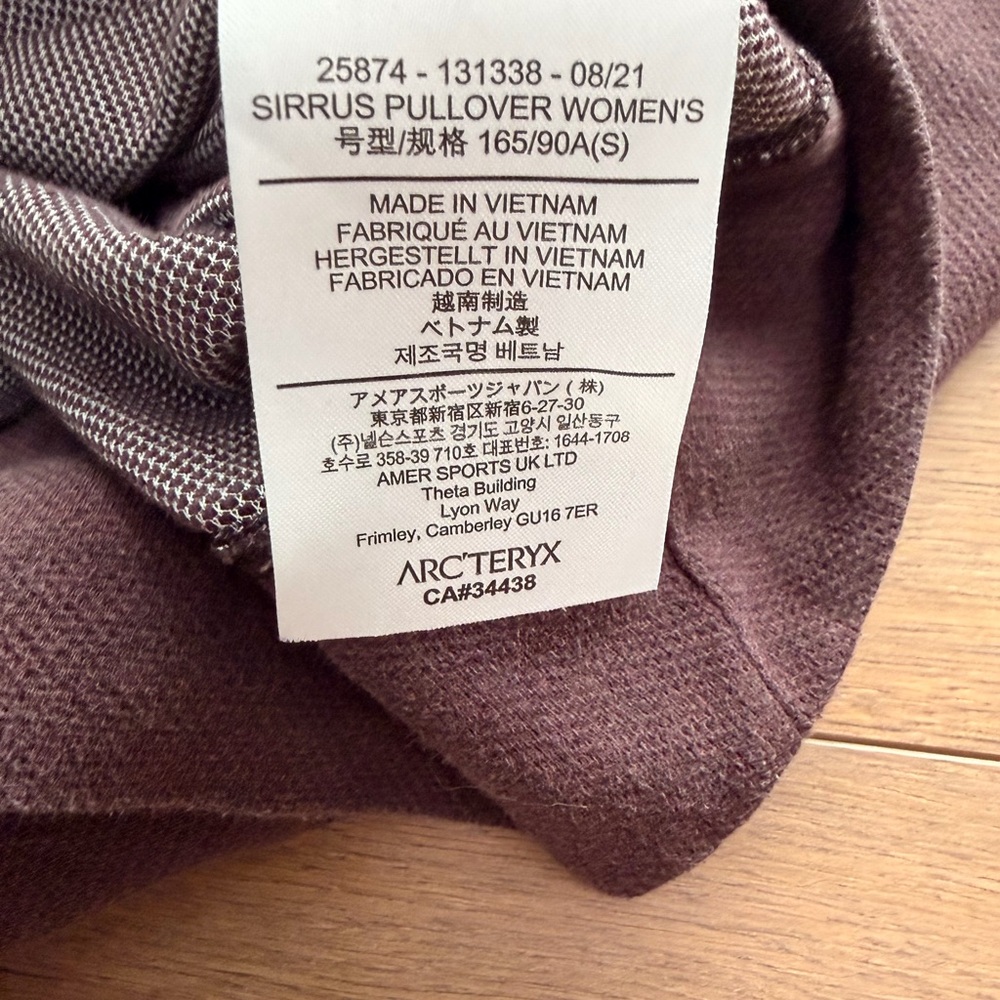 25874 - 131338 - 08/21
SIRRUS PULLOVER WOMEN'S
号型/规格 165/90A(S)
MADE IN VIETNAM
FABRIQUÉ AU VIETNAM
HERGESTELLT IN VIETNAM
FABRICADO EN VIETNAM
越南制造
ベトナム製
제조국명 베트남
アメアスポーツジャパン ( 株)
東京都新宿区新宿6-27-30
(주)넬슨스포츠 경기도 고양시 일산동구
호수로 358-39 710호 대표번호: 1644-1708
AMER SPORTS UK LTD
Theta Building
Lyon Way
Frimley, Camberley GU16 7ER
ARC'TERYX
CA#34438